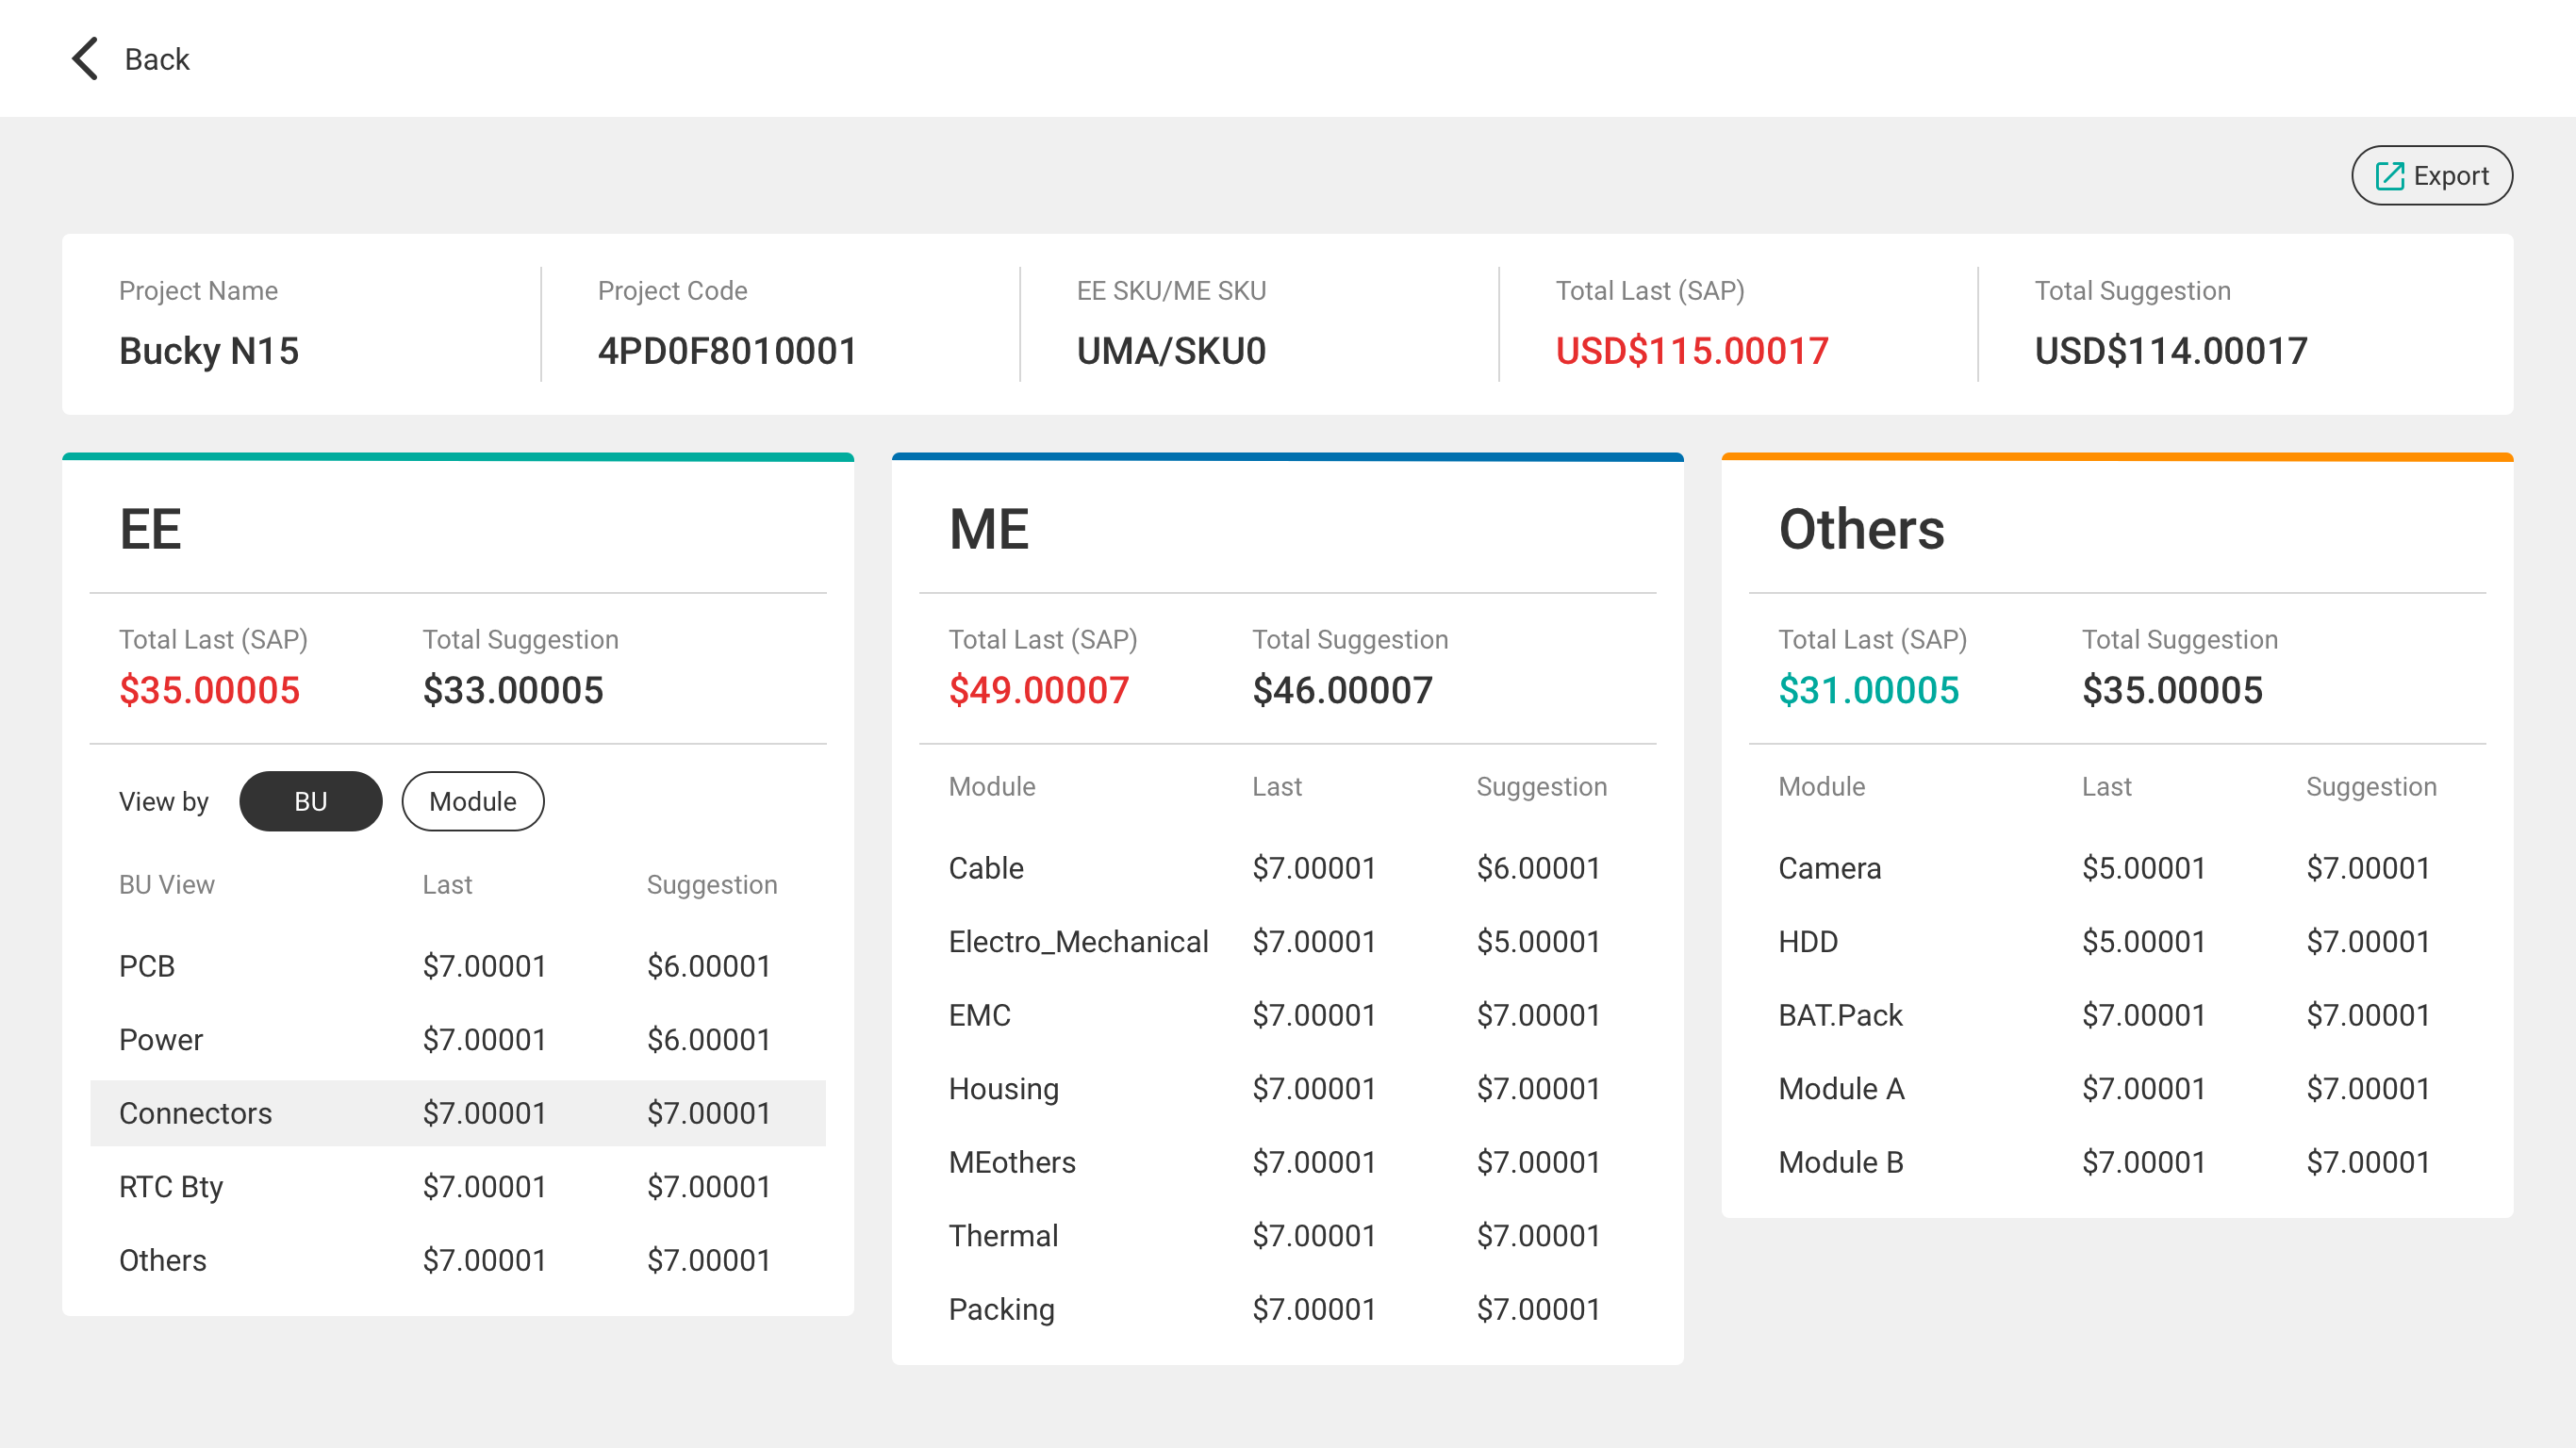 Back
Export
Project Name
Bucky N15
Project Code
4PD0F8010001
EE SKU/ME SKU
UMA/SKU0
Total Last (SAP)
USD$115.00017
Total Suggestion
USD$114.00017
EE
Total Last (SAP) Total Suggestion
$35.00005 $33.00005
View by BU Module
BU View Last Suggestion
PCB $7.00001 $6.00001
Power $7.00001 $6.00001
Connectors $7.00001 $7.00001
RTC Bty $7.00001 $7.00001
Others $7.00001 $7.00001
ME
Total Last (SAP) Total Suggestion
$49.00007 $46.00007
Module Last Suggestion
Cable $7.00001 $6.00001
Electro_Mechanical $7.00001 $5.00001
EMC $7.00001 $7.00001
Housing $7.00001 $7.00001
MEothers $7.00001 $7.00001
Thermal $7.00001 $7.00001
Packing $7.00001 $7.00001
Others
Total Last (SAP) Total Suggestion
$31.00005 $35.00005
Module Last Suggestion
Camera $5.00001 $7.00001
HDD $5.00001 $7.00001
BAT.Pack $7.00001 $7.00001
Module A $7.00001 $7.00001
Module B $7.00001 $7.00001